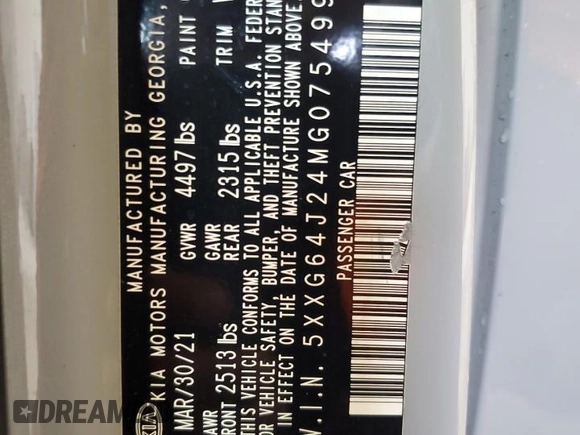 MANUFACTURED BY
KIA KIA MOTORS MANUFACTURING GEORGIA,
MAR/30/21 GVWR 4497 lbs PAINT
GAWR GAWR
FRONT 2513 lbs REAR 2315 lbs TRIM
THIS VEHICLE CONFORMS TO ALL APPLICABLE U.S.A. FEDER
OR VEHICLE SAFETY, BUMPER, AND THEFT PREVENTION STAN
IN EFFECT ON THE DATE OF MANUFACTURE SHOWN ABOVE.
V.I.N. 5XXG64J24MG075499
PASSENGER CAR
DREAM